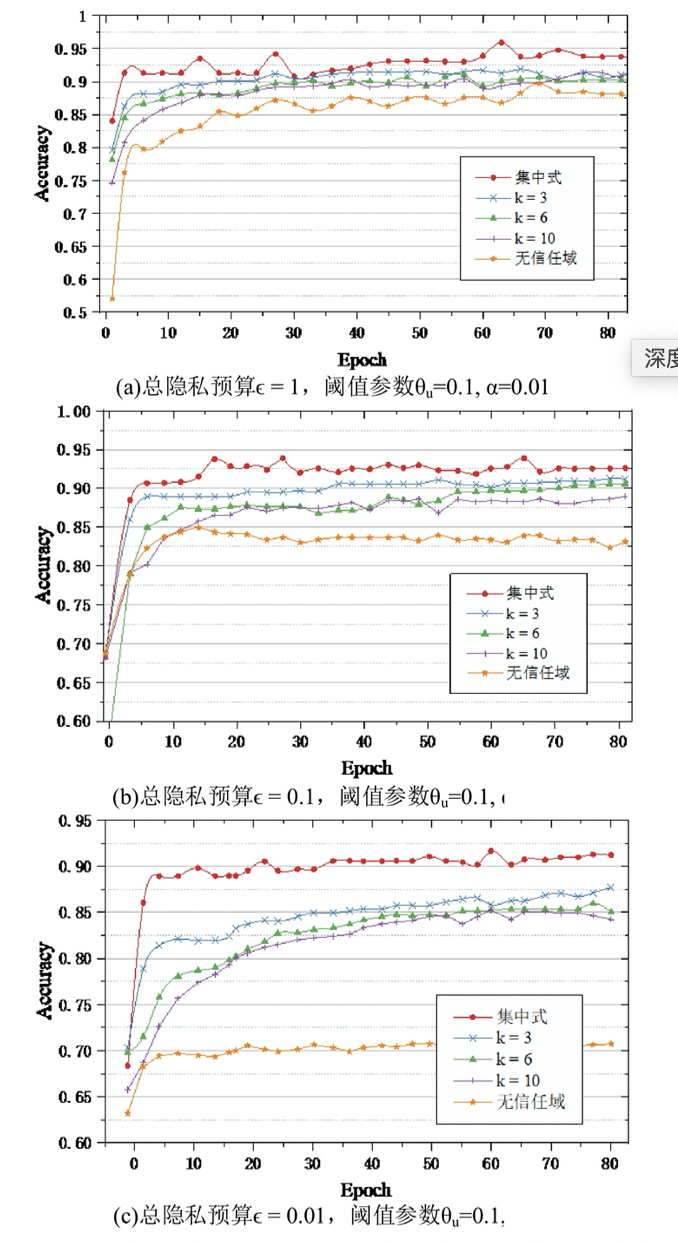 1
0.95
0.9
0.85
0.8
0.75
0.7
0.65
0.6
0.55
0.5
Accuracy
集中式
k = 3
k = 6
k = 10
无信任域
0 10 20 30 40 50 60 70 80
Epoch
深度
(a)总隐私预算ϵ = 1，阈值参数θu=0.1, α=0.01
1.00
0.95
0.90
0.85
0.80
0.75
0.70
0.65
0.60
Accuracy
集中式
k = 3
k = 6
k = 10
无信任域
0 10 20 30 40 50 60 70 80
Epoch
(b)总隐私预算ϵ = 0.1，阈值参数θu=0.1,
0.95
0.90
0.85
0.80
0.75
0.70
0.65
0.60
Accuracy
集中式
k = 3
k = 6
k = 10
无信任域
0 10 20 30 40 50 60 70 80
Epoch
(c)总隐私预算ϵ = 0.01，阈值参数θu=0.1,